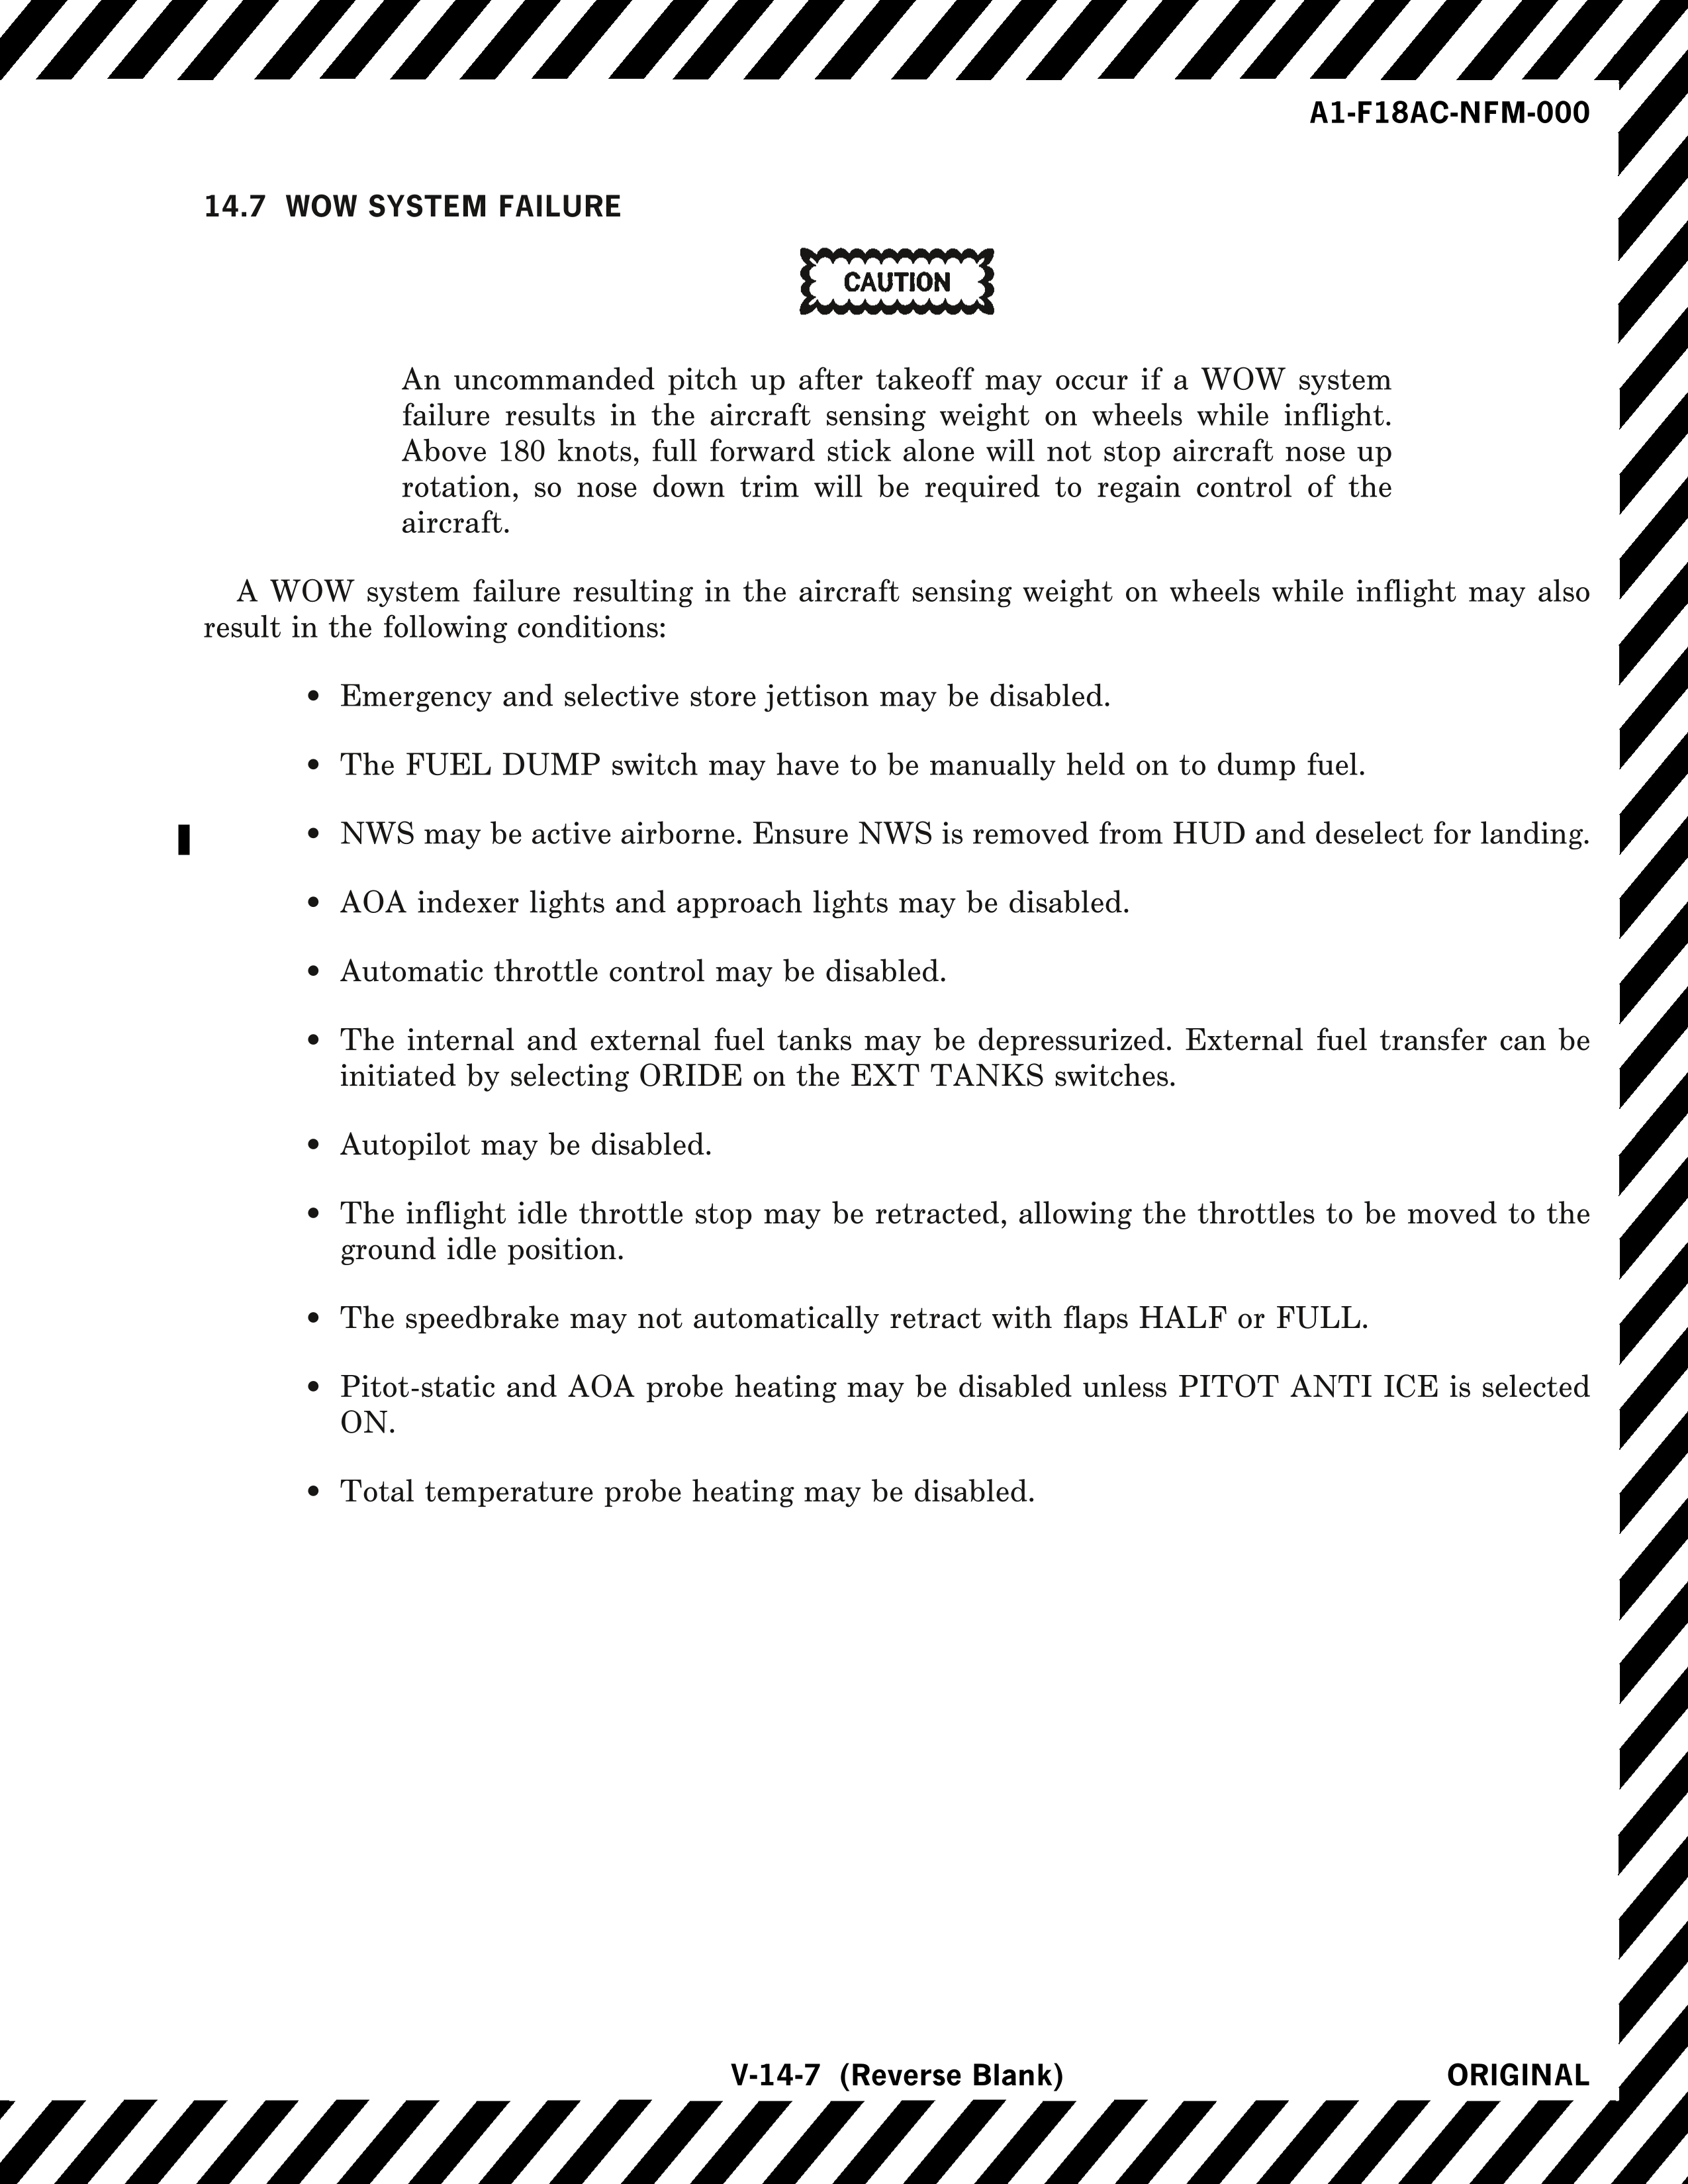 A1-F18AC-NFM-000
14.7 WOW SYSTEM FAILURE
CAUTION
An uncommanded pitch up after takeoff may occur if a WOW system
failure results in the aircraft sensing weight on wheels while inflight.
Above 180 knots, full forward stick alone will not stop aircraft nose up
rotation, so nose down trim will be required to regain control of the
aircraft.
A WOW system failure resulting in the aircraft sensing weight on wheels while inflight may also
result in the following conditions:
• Emergency and selective store jettison may be disabled.
• The FUEL DUMP switch may have to be manually held on to dump fuel.
• NWS may be active airborne. Ensure NWS is removed from HUD and deselect for landing.
• AOA indexer lights and approach lights may be disabled.
• Automatic throttle control may be disabled.
• The internal and external fuel tanks may be depressurized. External fuel transfer can be
initiated by selecting ORIDE on the EXT TANKS switches.
• Autopilot may be disabled.
• The inflight idle throttle stop may be retracted, allowing the throttles to be moved to the
ground idle position.
• The speedbrake may not automatically retract with flaps HALF or FULL.
• Pitot-static and AOA probe heating may be disabled unless PITOT ANTI ICE is selected
ON.
• Total temperature probe heating may be disabled.
V-14-7 (Reverse Blank)
ORIGINAL